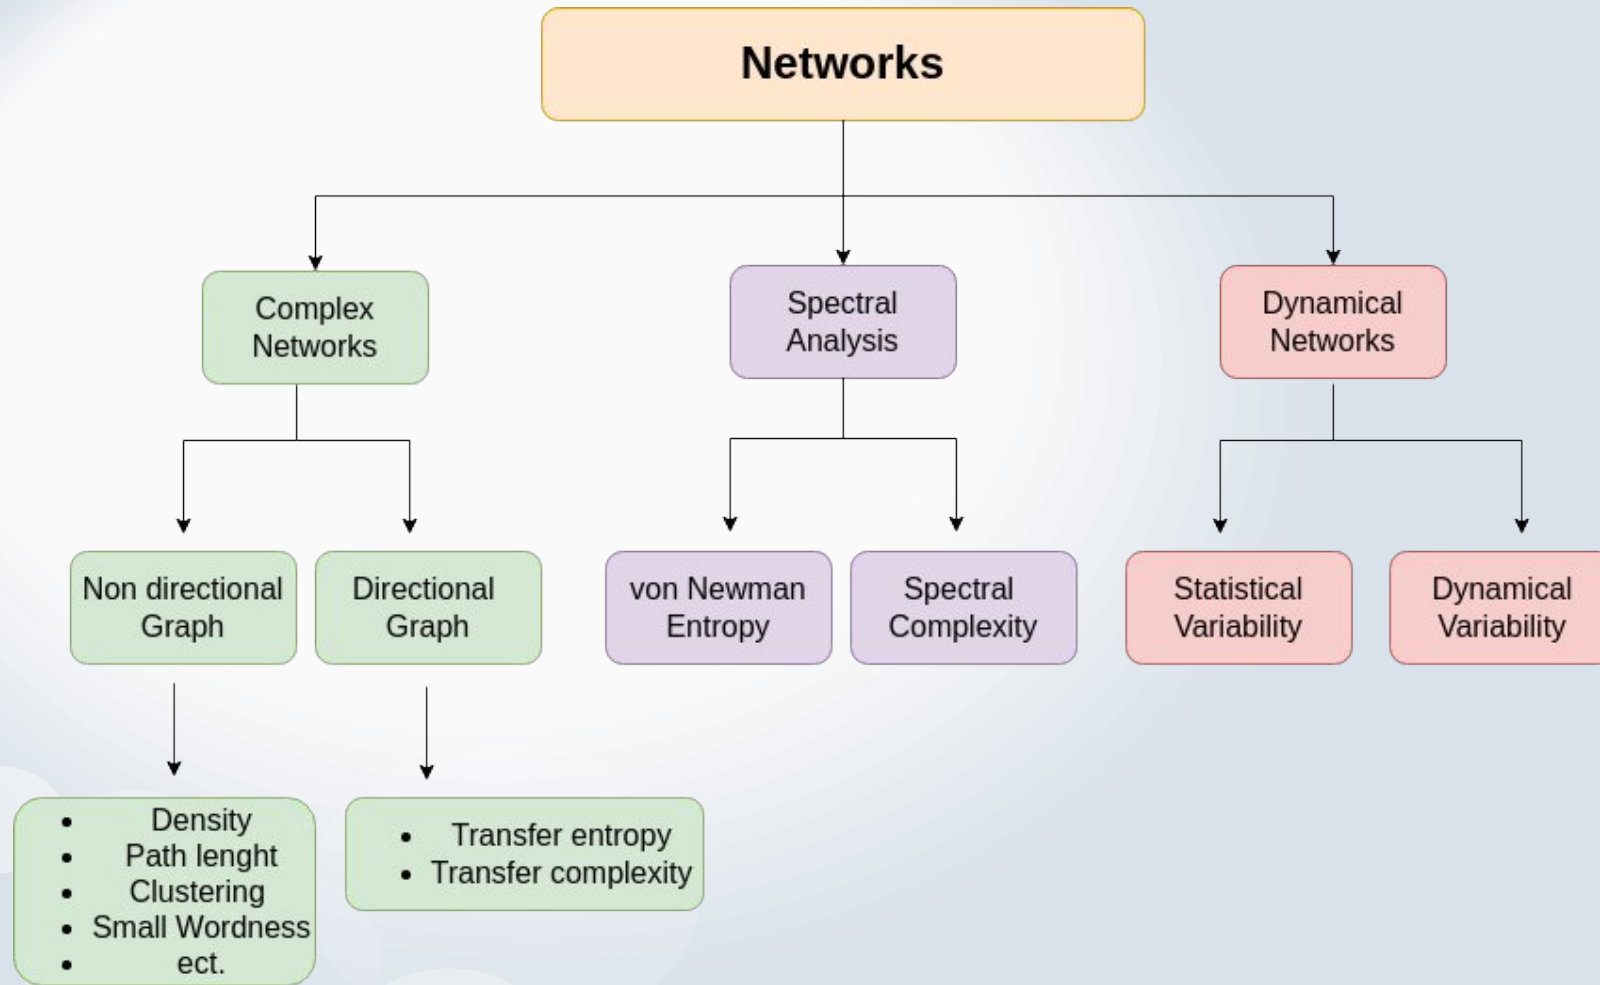 Networks
Complex
Networks
Spectral
Analysis
Dynamical
Networks
Non directional
Graph
Directional
Graph
von Newman
Entropy
Spectral
Complexity
Statistical
Variability
Dynamical
Variability
• Density
• Path lenght
• Clustering
• Small Wordness
• ect.
• Transfer entropy
• Transfer complexity